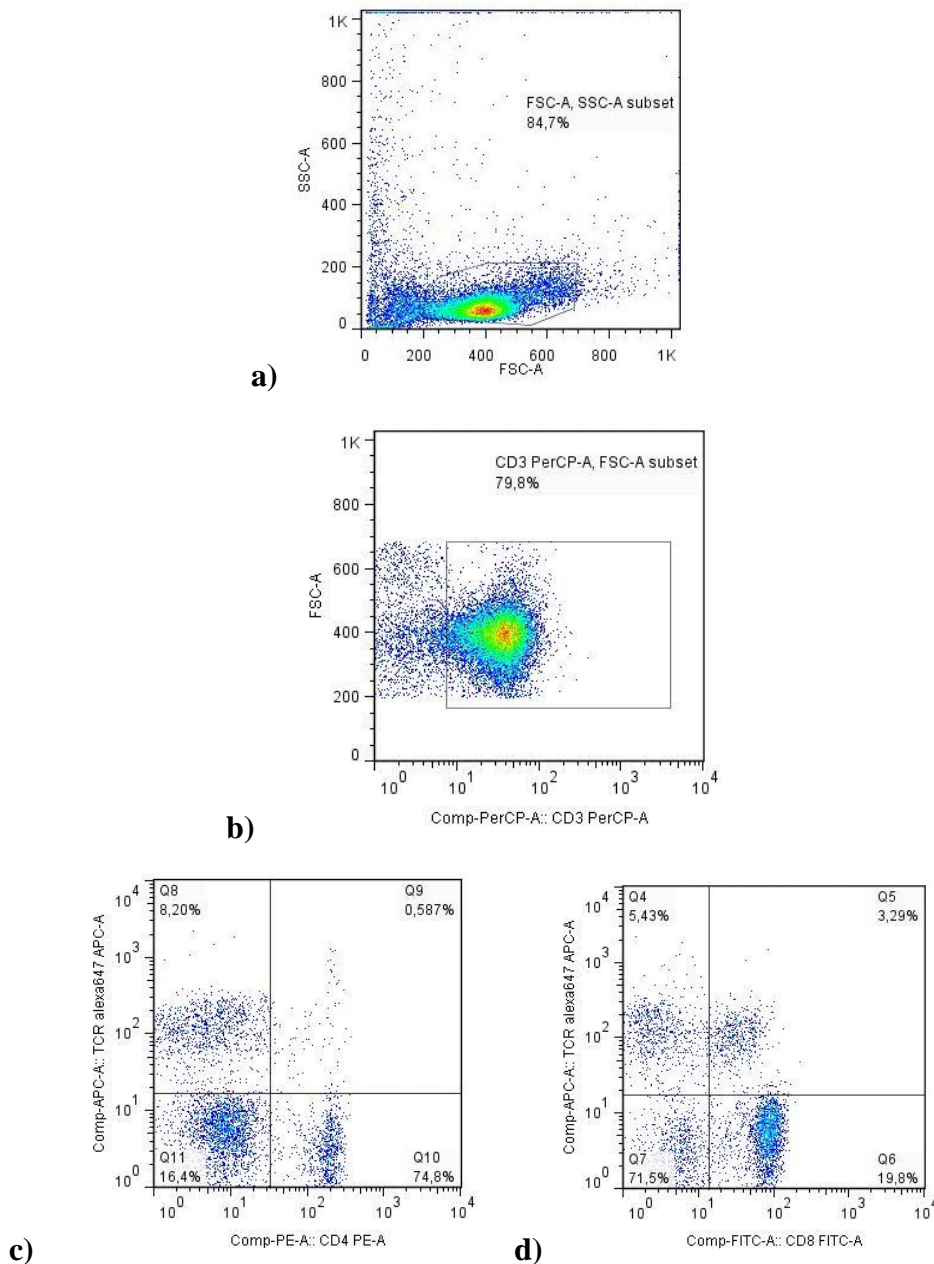 1K
800
600
400
200
0
SSC-A
FSC-A, SSC-A subset
84,7%
0 200 400 600 800 1K
FSC-A
a)
1K
800
600
400
200
0
FSC-A
CD3 PerCP-A, FSC-A subset
79,8%
10^0 10^1 10^2 10^3 10^4
Comp-PerCP-A:: CD3 PerCP-A
b)
10^4
10^3
10^2
10^1
10^0
Comp-APC-A:: TCR alexa647 APC-A
Q8
8,20%
Q9
0,587%
Q11
16,4%
Q10
74,8%
10^0 10^1 10^2 10^3 10^4
Comp-PE-A:: CD4 PE-A
c)
10^4
10^3
10^2
10^1
10^0
Comp-APC-A:: TCR alexa647 APC-A
Q4
5,43%
Q5
3,29%
Q7
71,5%
Q6
19,8%
10^0 10^1 10^2 10^3 10^4
Comp-FITC-A:: CD8 FITC-A
d)